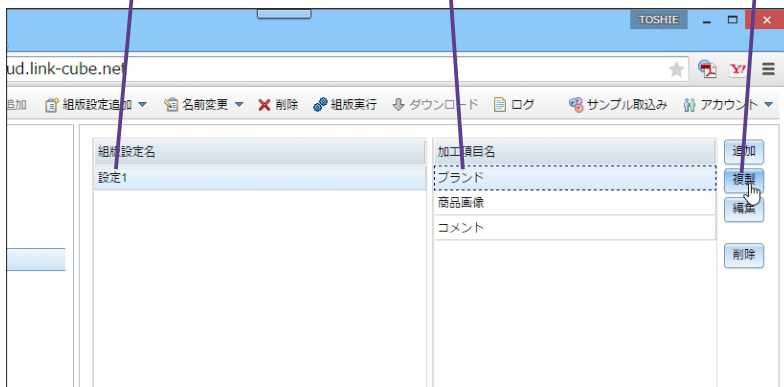 TOSHIE
ud.link-cube.net
追加 組版設定追加 名前変更 削除 組版実行 ダウンロード ログ サンプル取込み アカウント
組版設定名 加工項目名 追加
設定1 ブランド 複製
商品画像 編集
コメント
削除